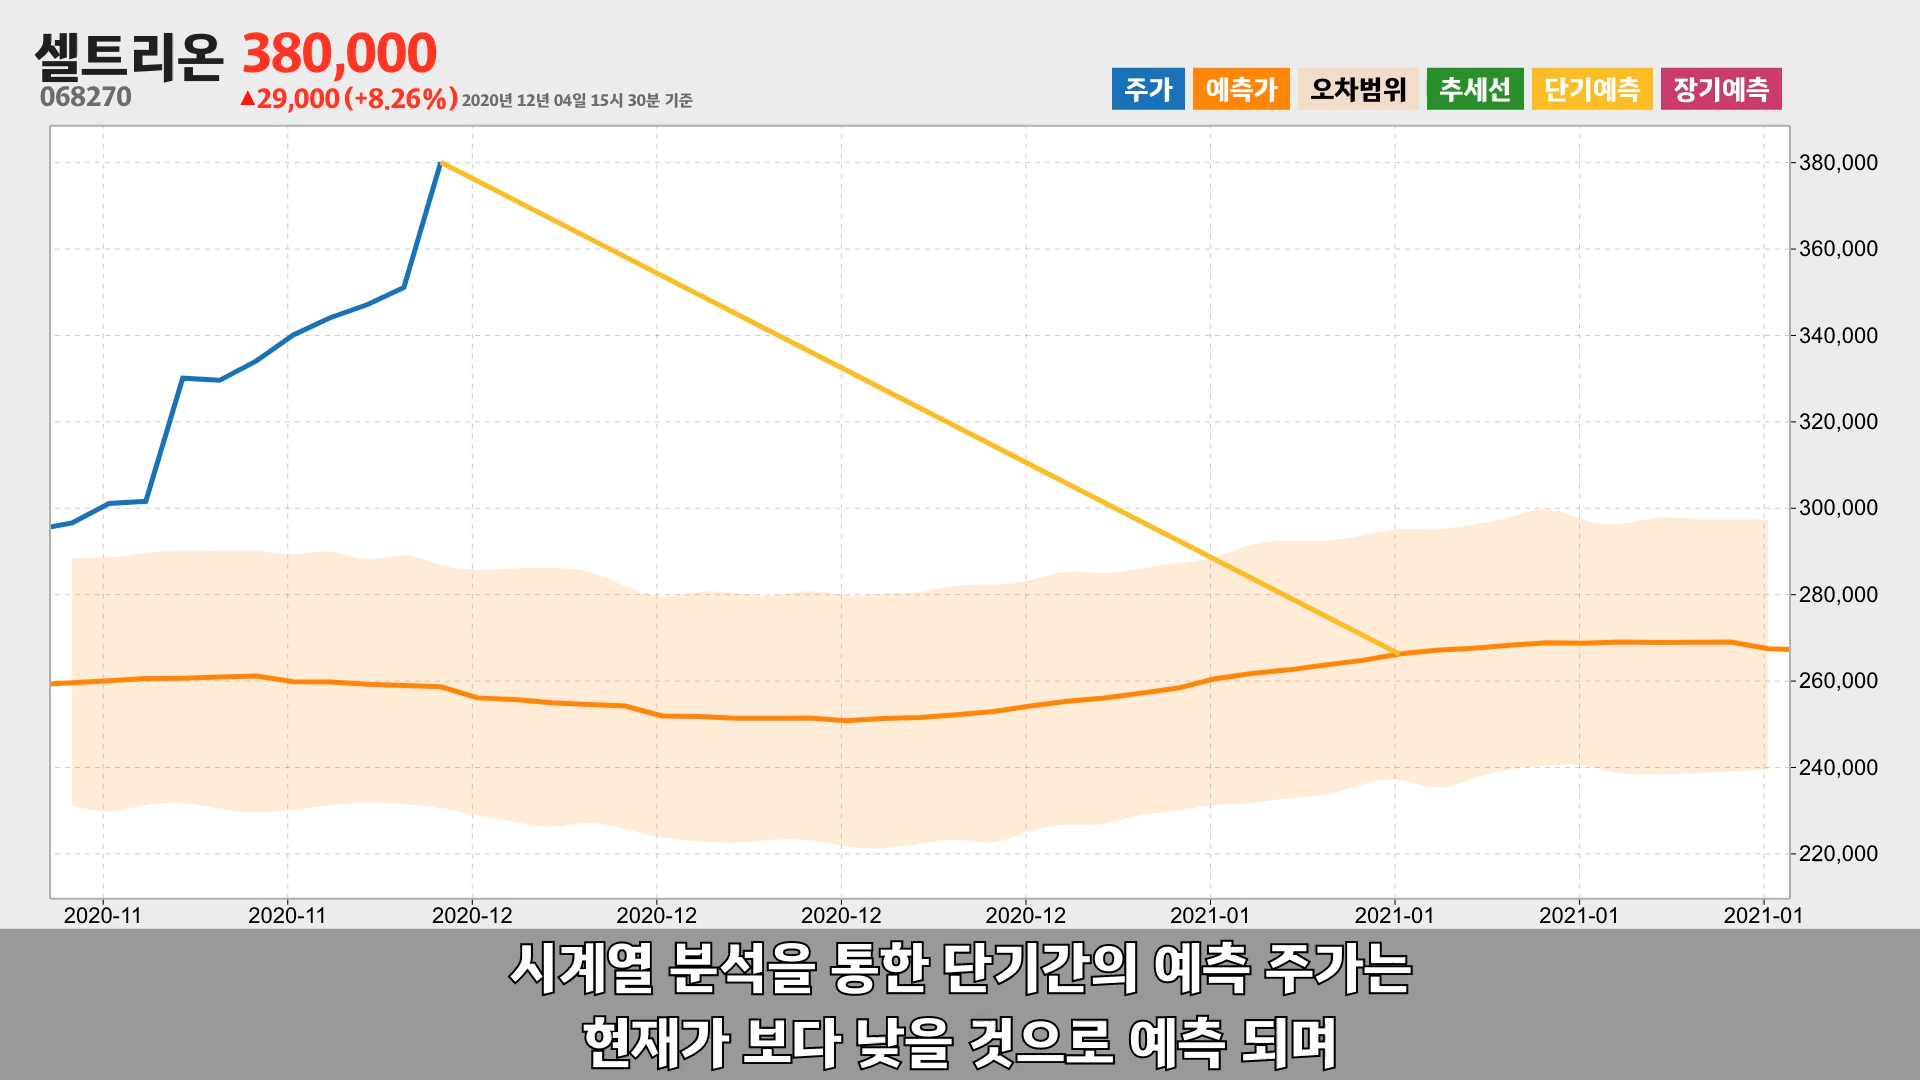 셀트리온 380,000
068270 ▲29,000 (+8.26%) 2020년 12년 04일 15시 30분 기준
주가 예측가 오차범위 추세선 단기예측 장기예측
380,000
360,000
340,000
320,000
300,000
280,000
260,000
240,000
220,000
2020-11 2020-11 2020-12 2020-12 2020-12 2020-12 2021-01 2021-01 2021-01 2021-01
시계열 분석을 통한 단기간의 예측 주가는
현재가 보다 낮을 것으로 예측 되며